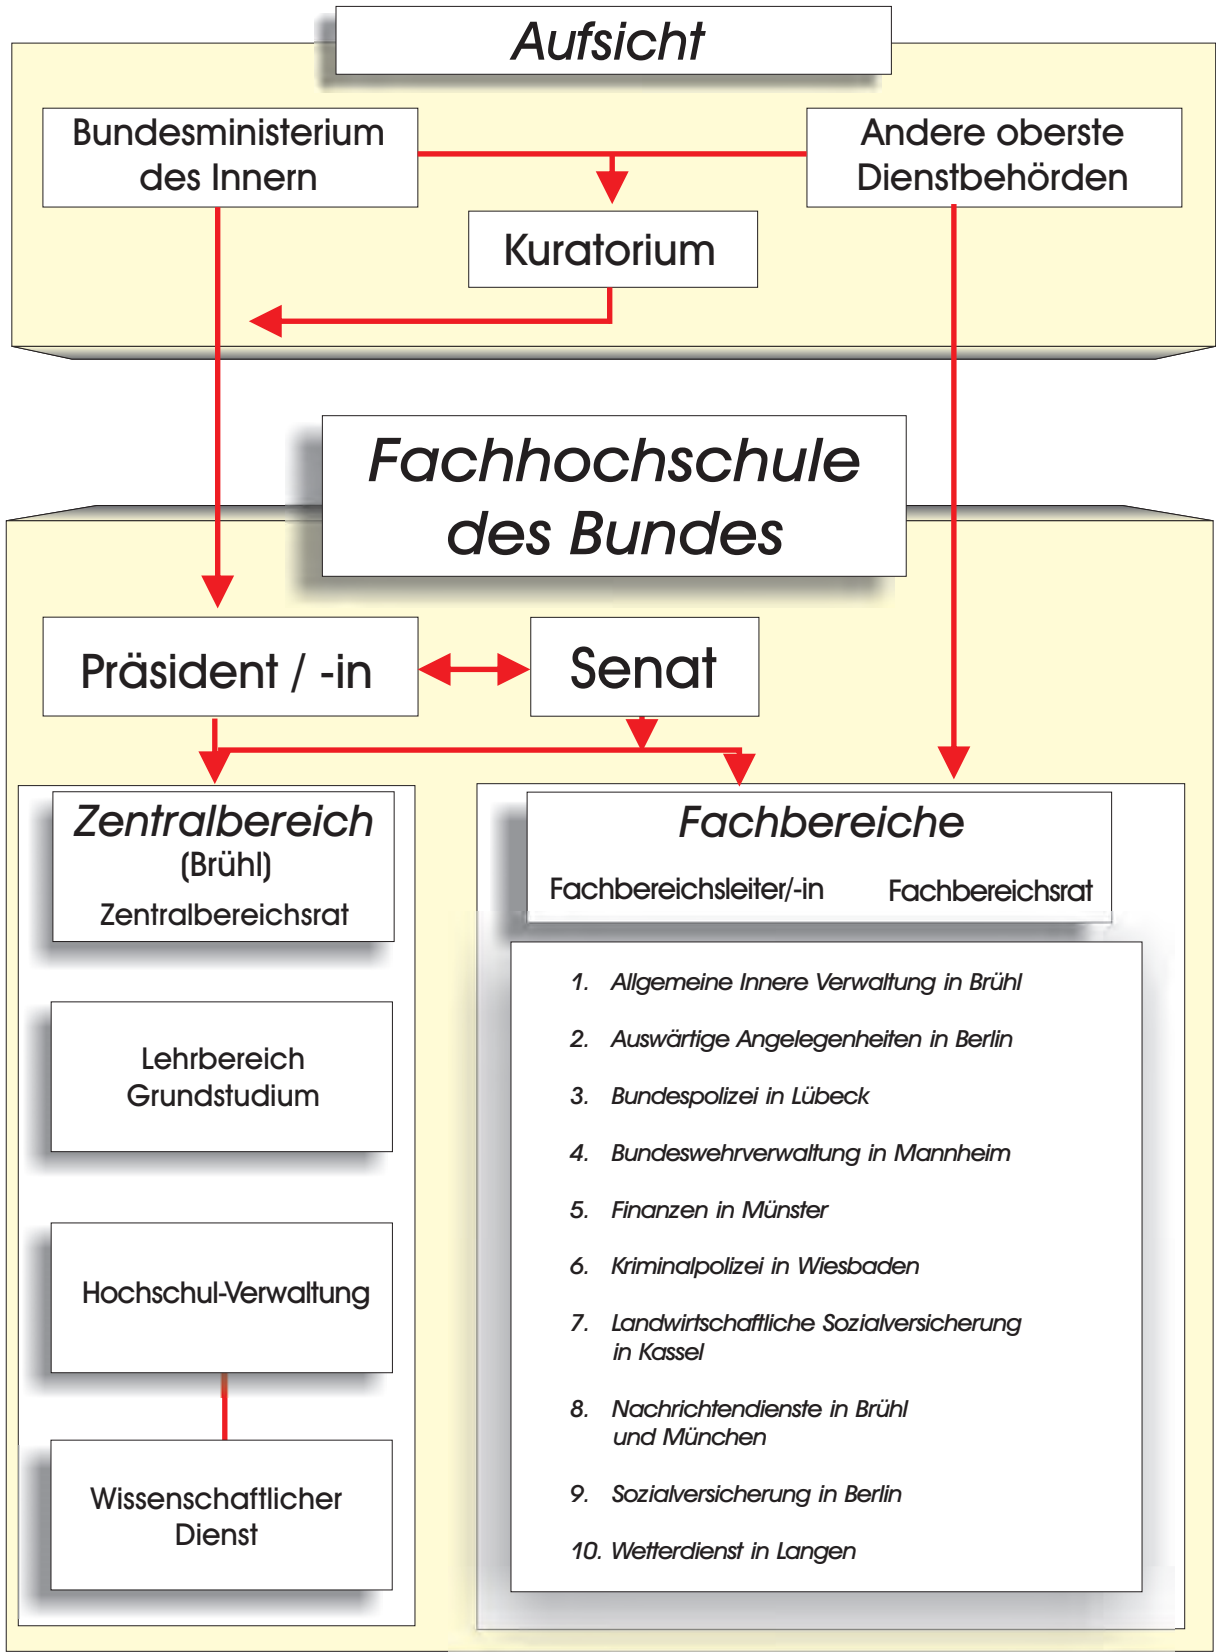 Aufsicht
Bundesministerium
des Innern
Andere oberste
Dienstbehörden
Kuratorium
Fachhochschule
des Bundes
Präsident / -in
Senat
Zentralbereich
(Brühl)
Zentralbereichsrat
Lehrbereich
Grundstudium
Hochschul-Verwaltung
Wissenschaftlicher
Dienst
Fachbereiche
Fachbereichsleiter/-in Fachbereichsrat
1. Allgemeine Innere Verwaltung in Brühl
2. Auswärtige Angelegenheiten in Berlin
3. Bundespolizei in Lübeck
4. Bundeswehrverwaltung in Mannheim
5. Finanzen in Münster
6. Kriminalpolizei in Wiesbaden
7. Landwirtschaftliche Sozialversicherung
in Kassel
8. Nachrichtendienste in Brühl
und München
9. Sozialversicherung in Berlin
10. Wetterdienst in Langen